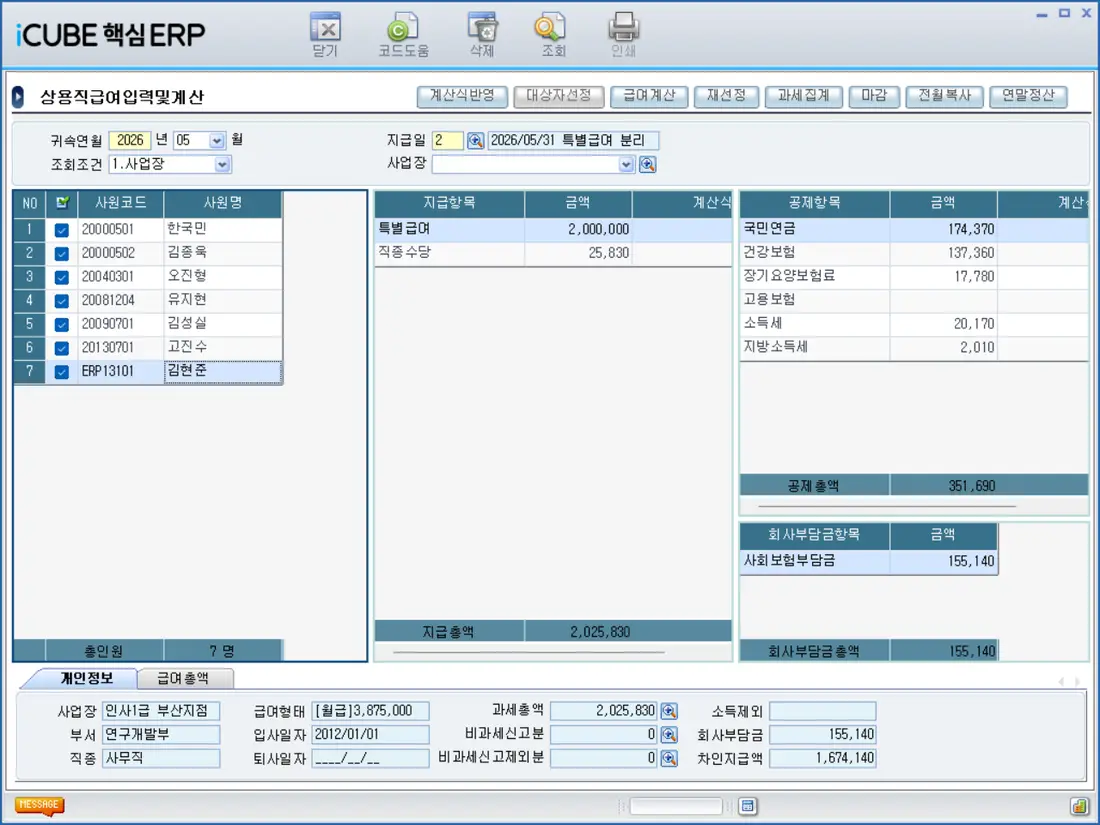 iCUBE 핵심ERP
닫기 코드도움 삭제 조회 인쇄
상용직급여입력및계산
계산식반영 대상자선정 급여계산 재선정 과세집계 마감 전월복사 연말정산
귀속연월 2026 년 05 월 지급일 2 2026/05/31 특별급여 분리
조회조건 1.사업장 사업장
NO 사원코드 사원명
1 20000501 한국민
2 20000502 김종욱
3 20040301 오진형
4 20081204 유지현
5 20090701 김성실
6 20130701 고진수
7 ERP13101 김현준
총인원 7 명
지급항목 금액 계산식
특별급여 2,000,000
직종수당 25,830
지급총액 2,025,830
공제항목 금액 계산
국민연금 174,370
건강보험 137,360
장기요양보험료 17,780
고용보험
소득세 20,170
지방소득세 2,010
공제총액 351,690
회사부담금항목 금액
사회보험부담금 155,140
회사부담금총액 155,140
개인정보 급여총액
사업장 인사1급 부산지점 급여형태 [월급]3,875,000 과세총액 2,025,830 소득제외
부서 연구개발부 입사일자 2012/01/01 비과세신고분 0 회사부담금 155,140
직종 사무직 퇴사일자 ____/__/__ 비과세신고제외분 0 차인지급액 1,674,140
MESSAGE